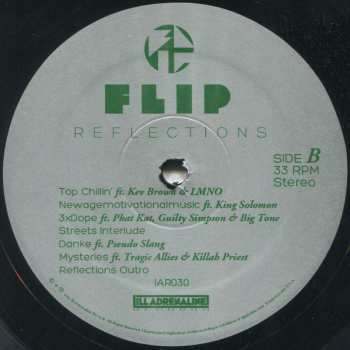 FLIP
REFLECTIONS
SIDE B
33 RPM
Stereo
Top Chillin' ft. Kev Brown & LMNO
Newagemotivationalmusic ft. King Solomon
3xDope ft. Phat Kat, Guilty Simpson & Big Tone
Streets Interlude
Danke ft. Pseudo Slang
Mysteries ft. Tragic Allies & Killah Priest
Reflections Outro
IAR030
ILL ADRENALINE